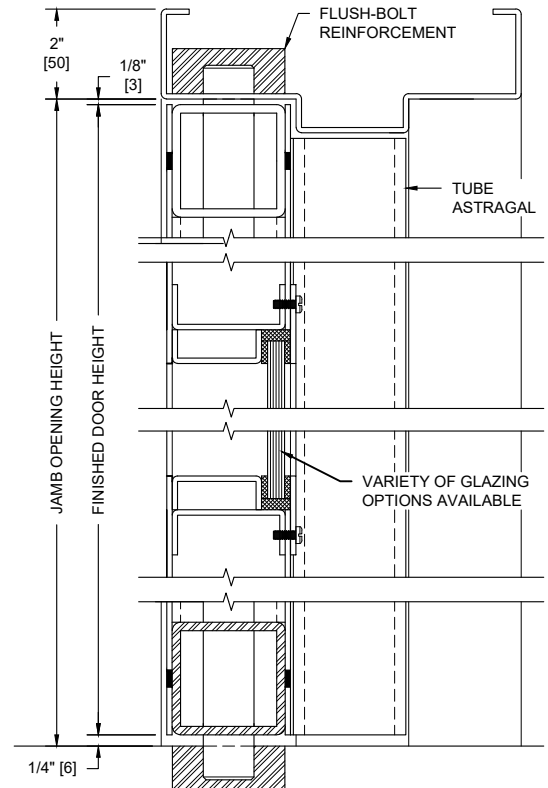 2"
[50]
1/8"
[3]
FLUSH-BOLT
REINFORCEMENT
TUBE
ASTRAGAL
JAMB OPENING HEIGHT
FINISHED DOOR HEIGHT
VARIETY OF GLAZING
OPTIONS AVAILABLE
1/4" [6]